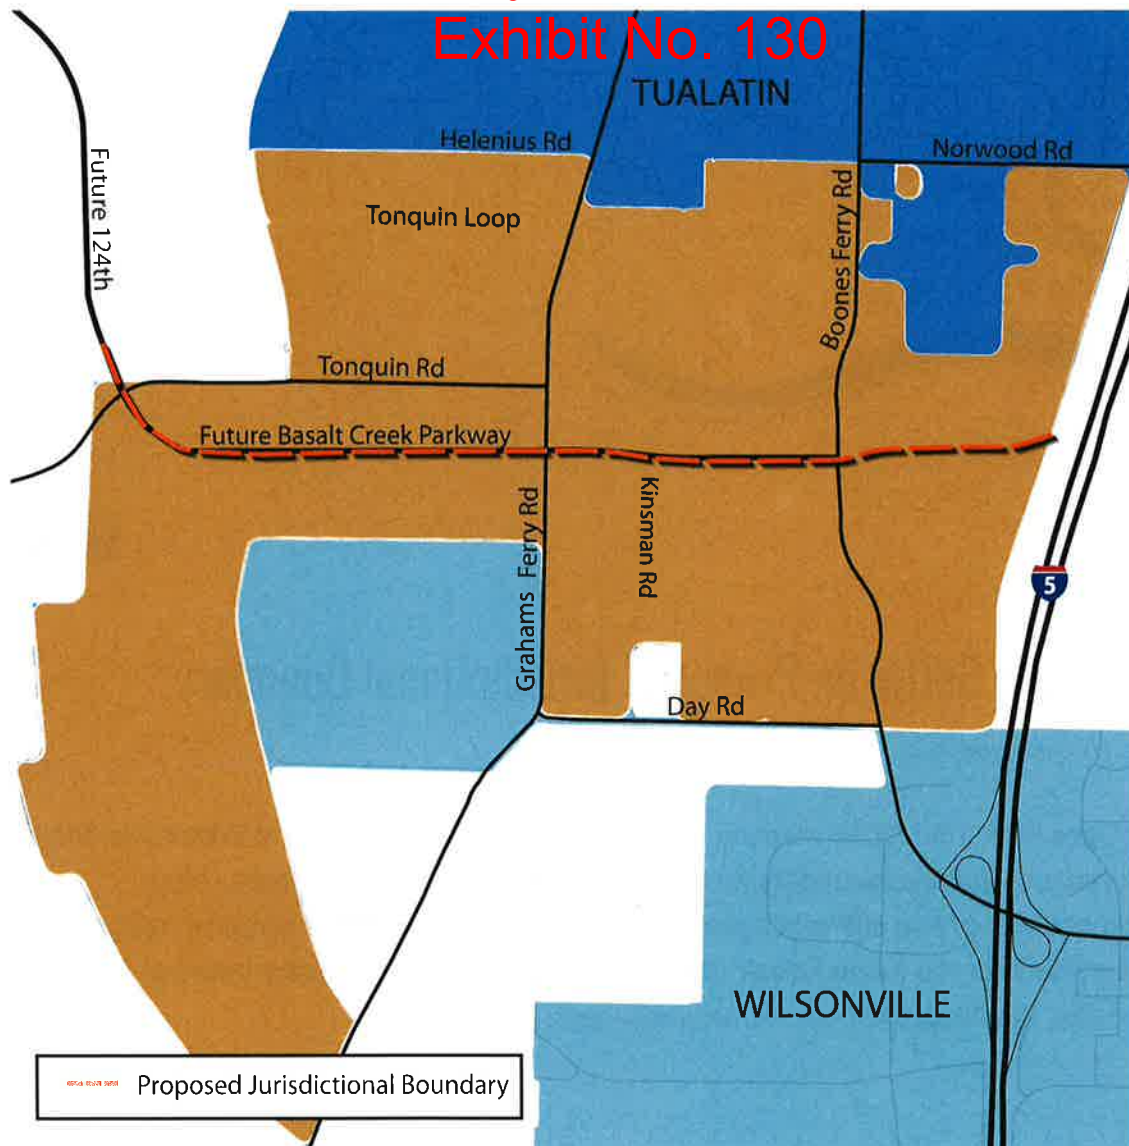 Exhibit No. 130
TUALATIN
Helenius Rd
Norwood Rd
Future 124th
Tonquin Loop
Boones Ferry Rd
Tonquin Rd
Future Basalt Creek Parkway
Grahams Ferry Rd
Kinsman Rd
5
Day Rd
WILSONVILLE
Proposed Jurisdictional Boundary